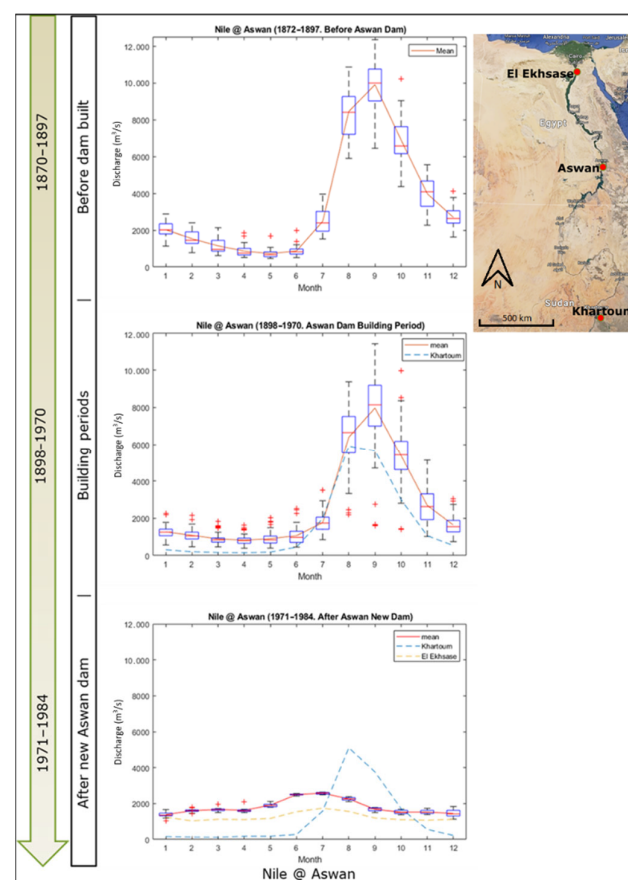 1870–1897
Before dam built
1898–1970
Building periods
1971–1984
After new Aswan dam
Nile @ Aswan (1872–1897. Before Aswan Dam)
Mean
Discharge (m³/s)
12.000
10.000
8000
6000
4000
2000
0
1 2 3 4 5 6 7 8 9 10 11 12
Month
Nile @ Aswan (1898–1970. Aswan Dam Building Period)
mean
Khartoum
Discharge (m³/s)
12.000
10.000
8000
6000
4000
2000
0
1 2 3 4 5 6 7 8 9 10 11 12
Month
Nile @ Aswan (1971–1984. After Aswan New Dam)
mean
Khartoum
El Ekhsase
Discharge (m³/s)
12.000
10.000
8000
6000
4000
2000
0
1 2 3 4 5 6 7 8 9 10 11 12
Month
Nile @ Aswan
El Ekhsase
Egypt
Aswan
N
Sudan
Khartoum
500 km